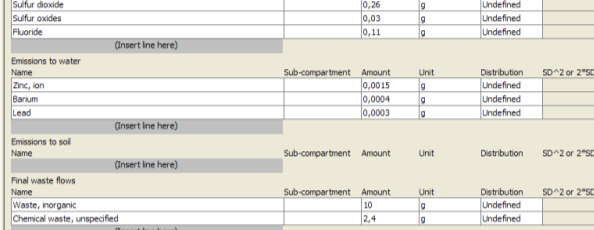 Sulfur dioxide 0,26 g Undefined
Sulfur oxides 0,03 g Undefined
Fluoride 0,11 g Undefined
(Insert line here)
Emissions to water
Name Sub-compartment Amount Unit Distribution SD^2 or 2*SD
Zinc, ion 0,0015 g Undefined
Barium 0,0004 g Undefined
Lead 0,0003 g Undefined
(Insert line here)
Emissions to soil
Name Sub-compartment Amount Unit Distribution SD^2 or 2*SD
(Insert line here)
Final waste flows
Name Sub-compartment Amount Unit Distribution SD^2 or 2*SD
Waste, inorganic 10 g Undefined
Chemical waste, unspecified 2,4 g Undefined